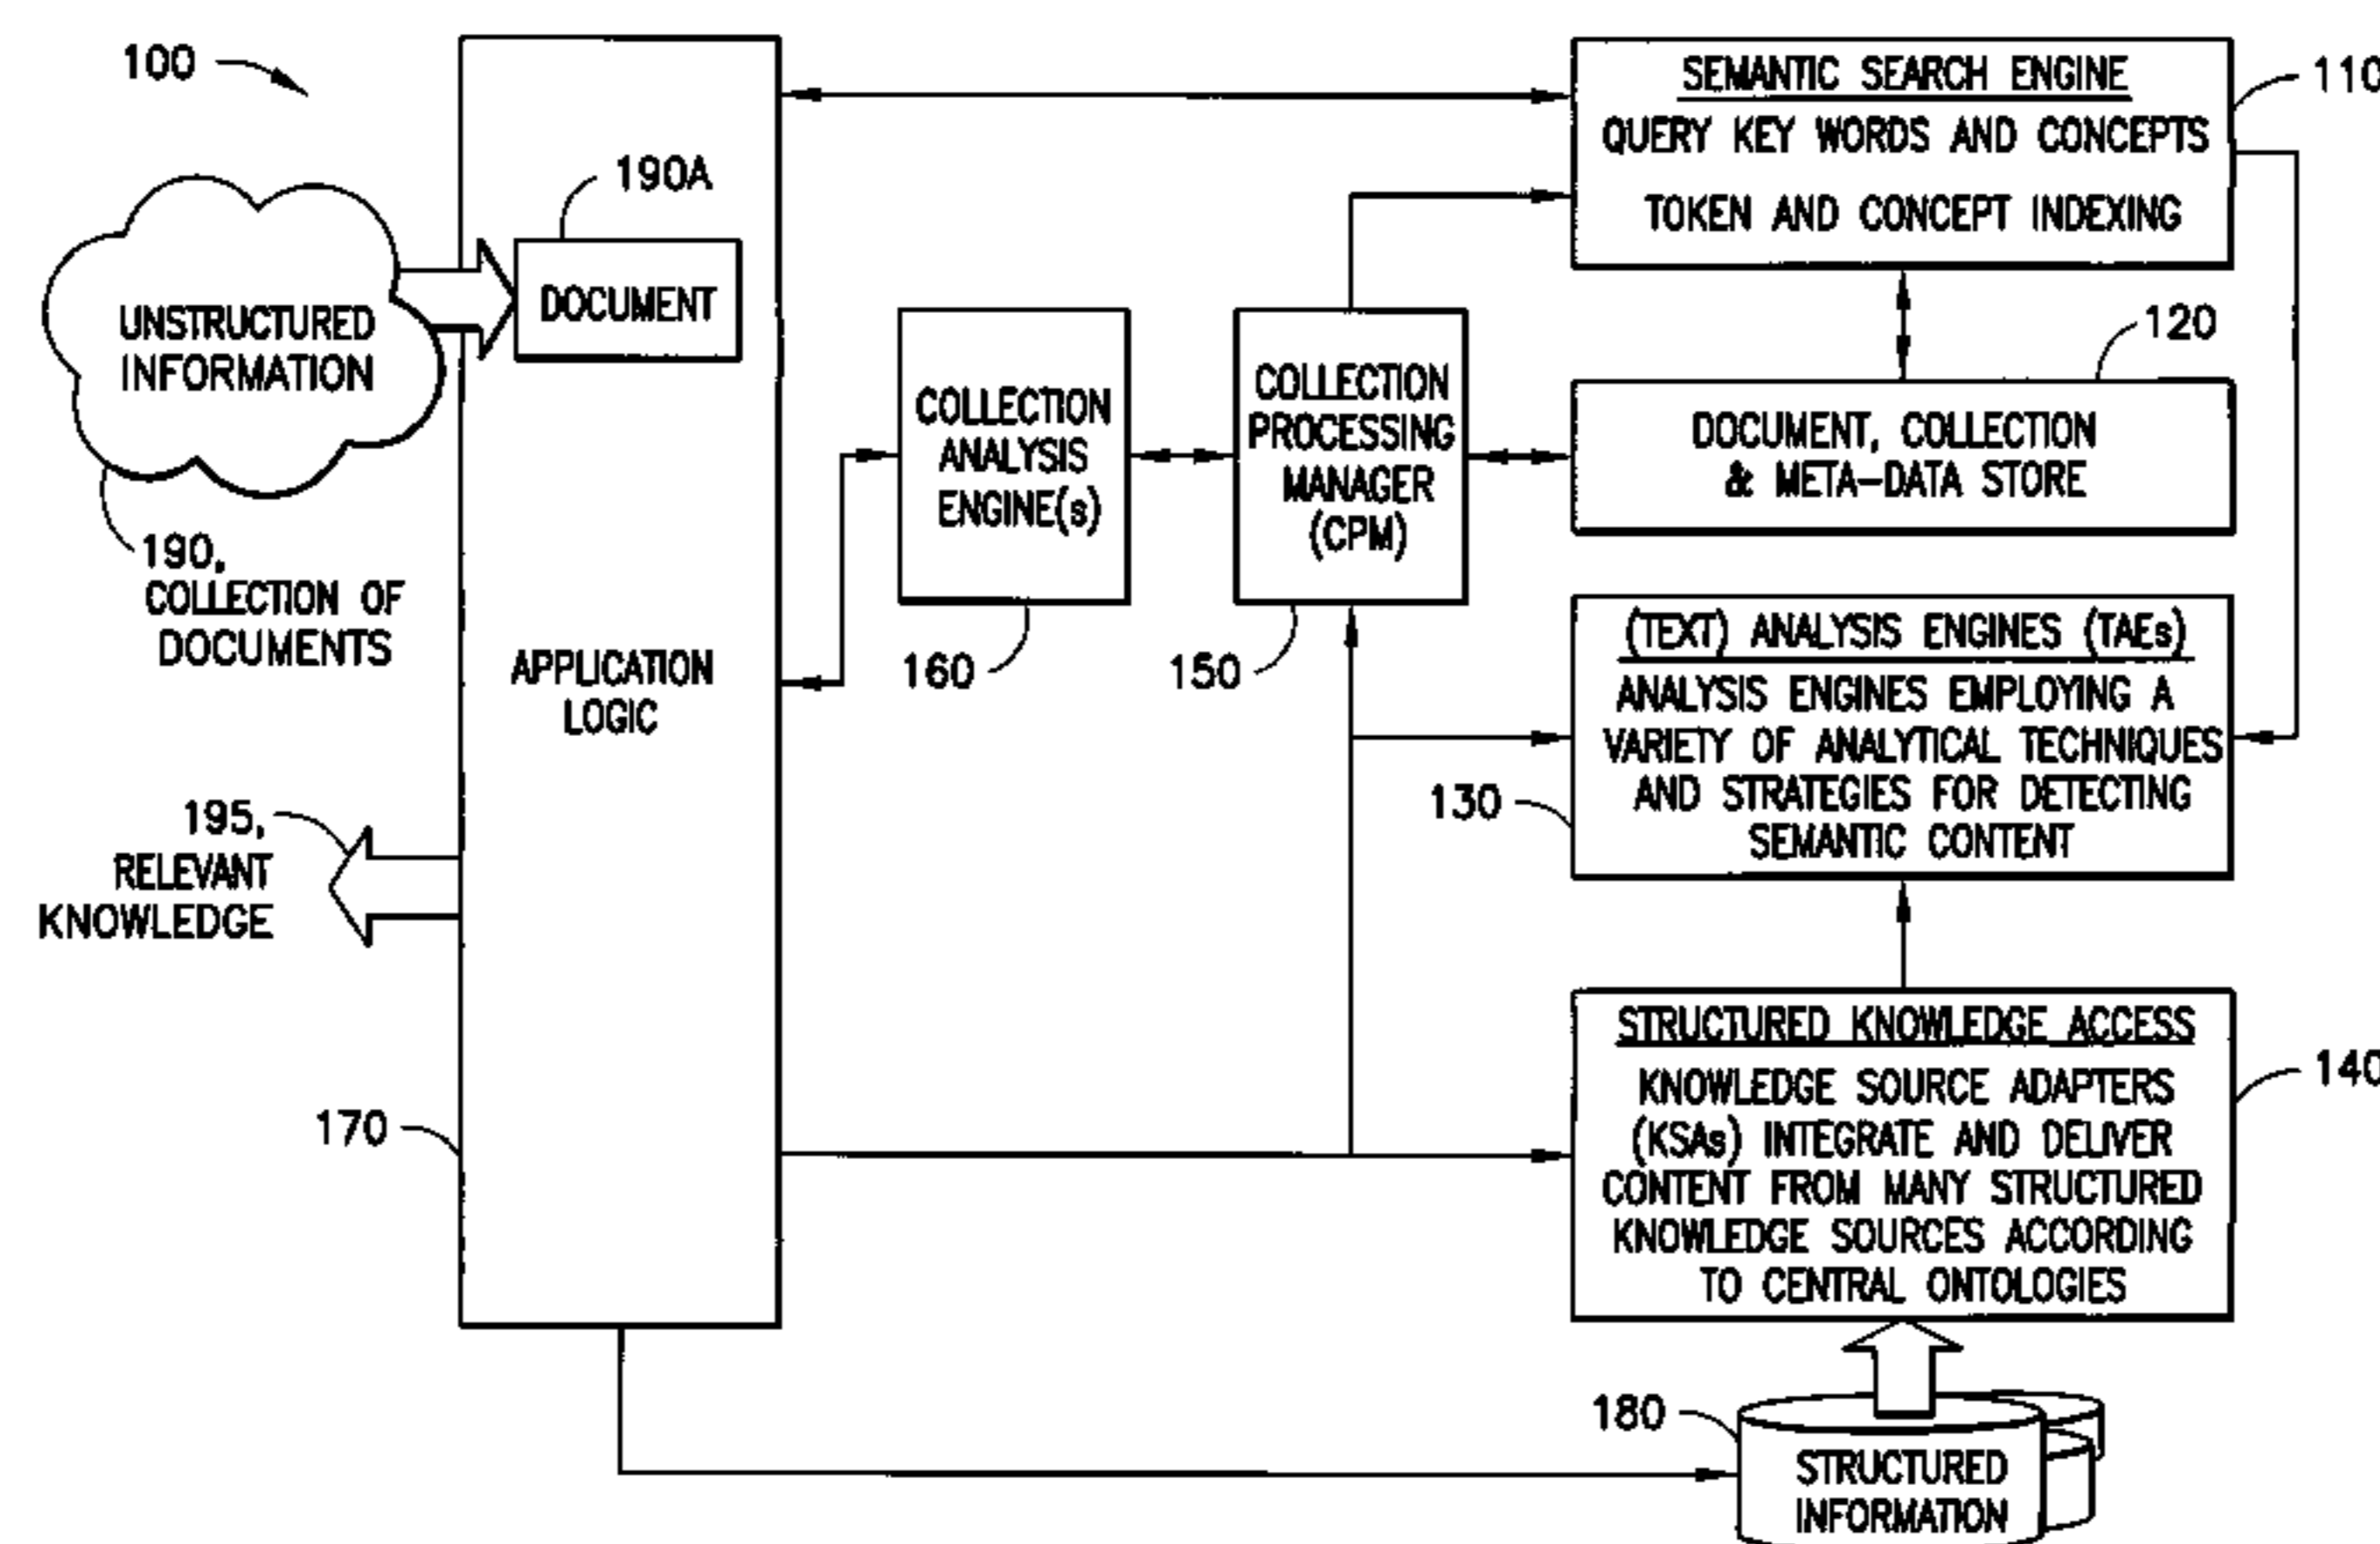 100
190A
DOCUMENT
UNSTRUCTURED
INFORMATION
190,
COLLECTION OF
DOCUMENTS
APPLICATION
LOGIC
195,
RELEVANT
KNOWLEDGE
170
COLLECTION
ANALYSIS
ENGINE(s)
160
COLLECTION
PROCESSING
MANAGER
(CPM)
150
SEMANTIC SEARCH ENGINE
QUERY KEY WORDS AND CONCEPTS
TOKEN AND CONCEPT INDEXING
110
120
DOCUMENT, COLLECTION
& META-DATA STORE
(TEXT) ANALYSIS ENGINES (TAEs)
ANALYSIS ENGINES EMPLOYING A
VARIETY OF ANALYTICAL TECHNIQUES
AND STRATEGIES FOR DETECTING
SEMANTIC CONTENT
130
STRUCTURED KNOWLEDGE ACCESS
KNOWLEDGE SOURCE ADAPTERS
(KSAs) INTEGRATE AND DELIVER
CONTENT FROM MANY STRUCTURED
KNOWLEDGE SOURCES ACCORDING
TO CENTRAL ONTOLOGIES
140
180
STRUCTURED
INFORMATION